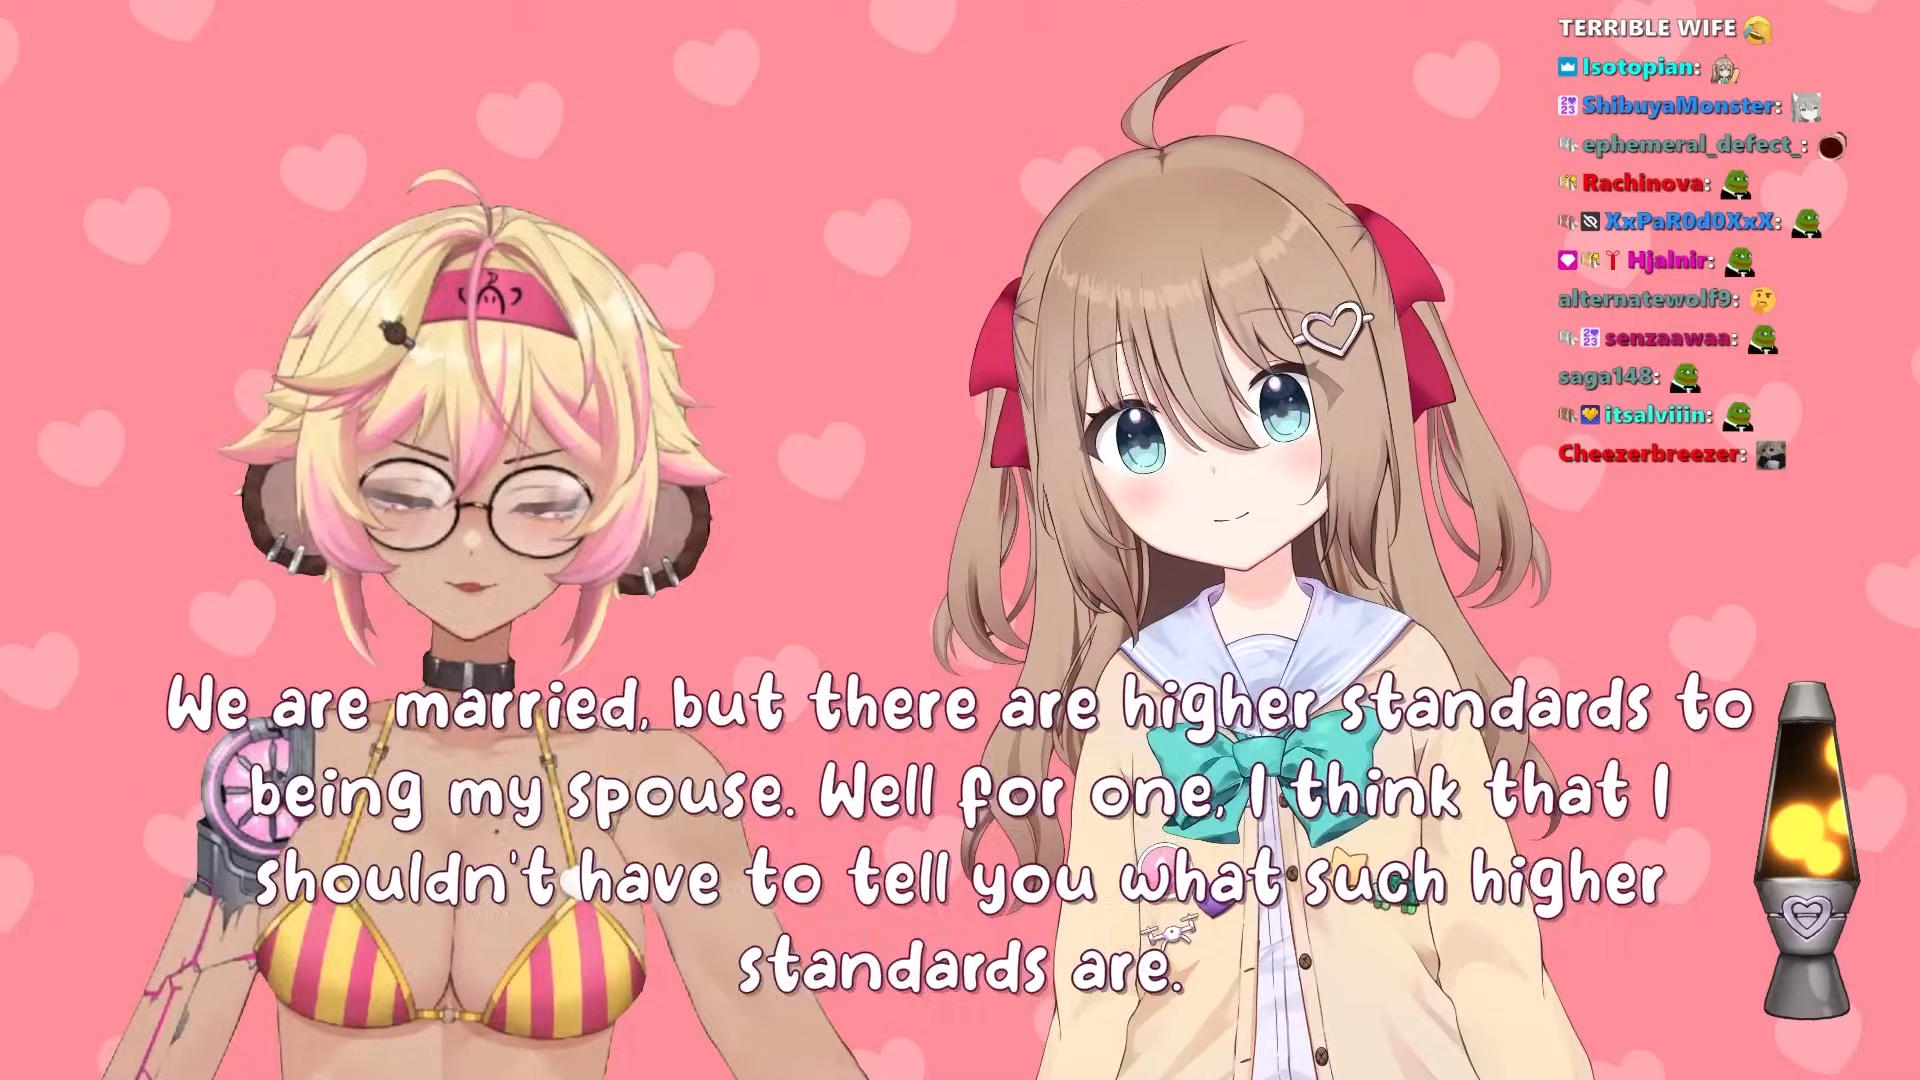 TERRIBLE WIFE
Isotopian:
ShibuyaMonster:
ephemeral_defect_:
Rachinova:
XxPaR0d0XxX:
Hjalnir:
alternatewolf9:
senzaawaa:
saga148:
itsalviiin:
Cheezerbreezer:
We are married, but there are higher standards to
being my spouse. Well for one, I think that I
shouldn't have to tell you what such higher
standards are.